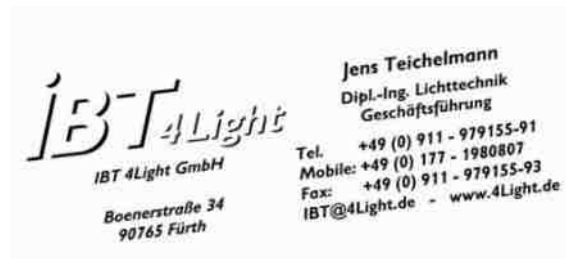 iBT 4Light
IBT 4Light GmbH
Boenerstraße 34
90765 Fürth
Jens Teichelmann
Dipl.-Ing. Lichttechnik
Geschäftsführung
Tel. +49 (0) 911 - 979155-91
Mobile: +49 (0) 177 - 1980807
Fax: +49 (0) 911 - 979155-93
IBT@4Light.de - www.4Light.de